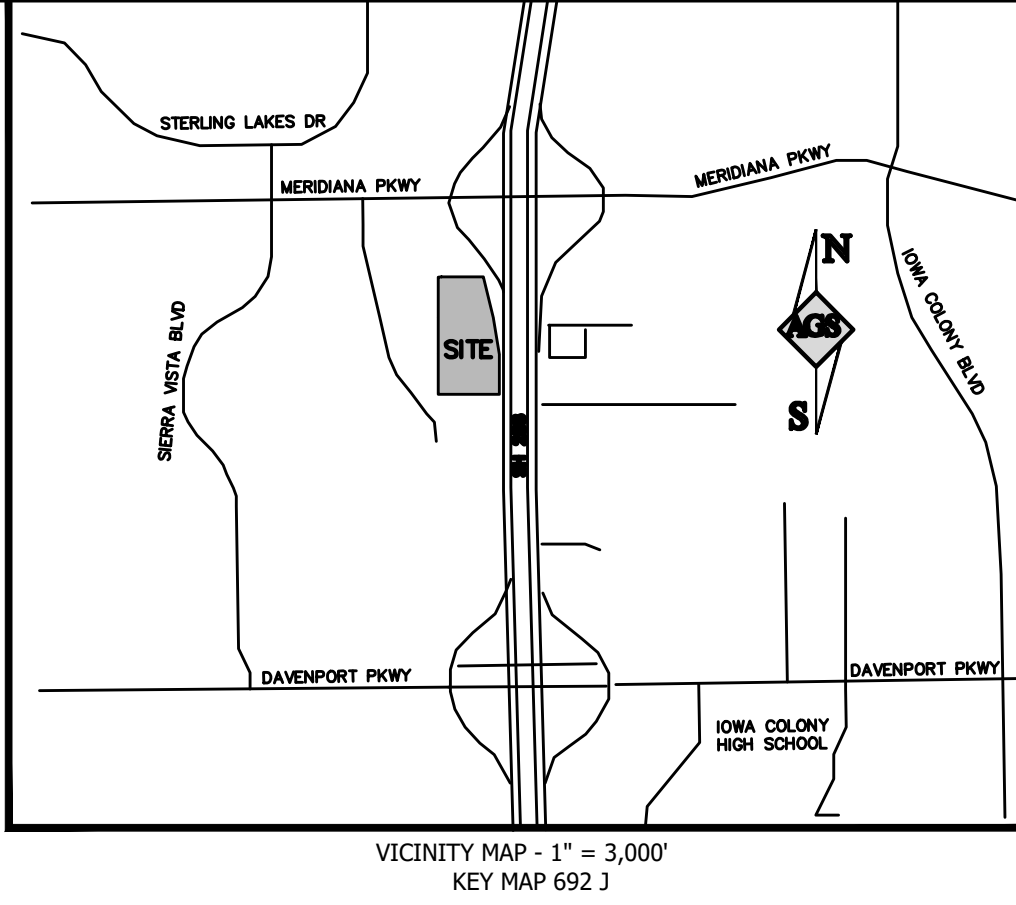 STERLING LAKES DR
MERIDIANA PKWY
MERIDIANA PKWY
N
IOWA COLONY BLVD
AGS
SIERRA VISTA BLVD
SITE
S
DAVENPORT PKWY
DAVENPORT PKWY
IOWA COLONY
HIGH SCHOOL
VICINITY MAP - 1" = 3,000'
KEY MAP 692 J